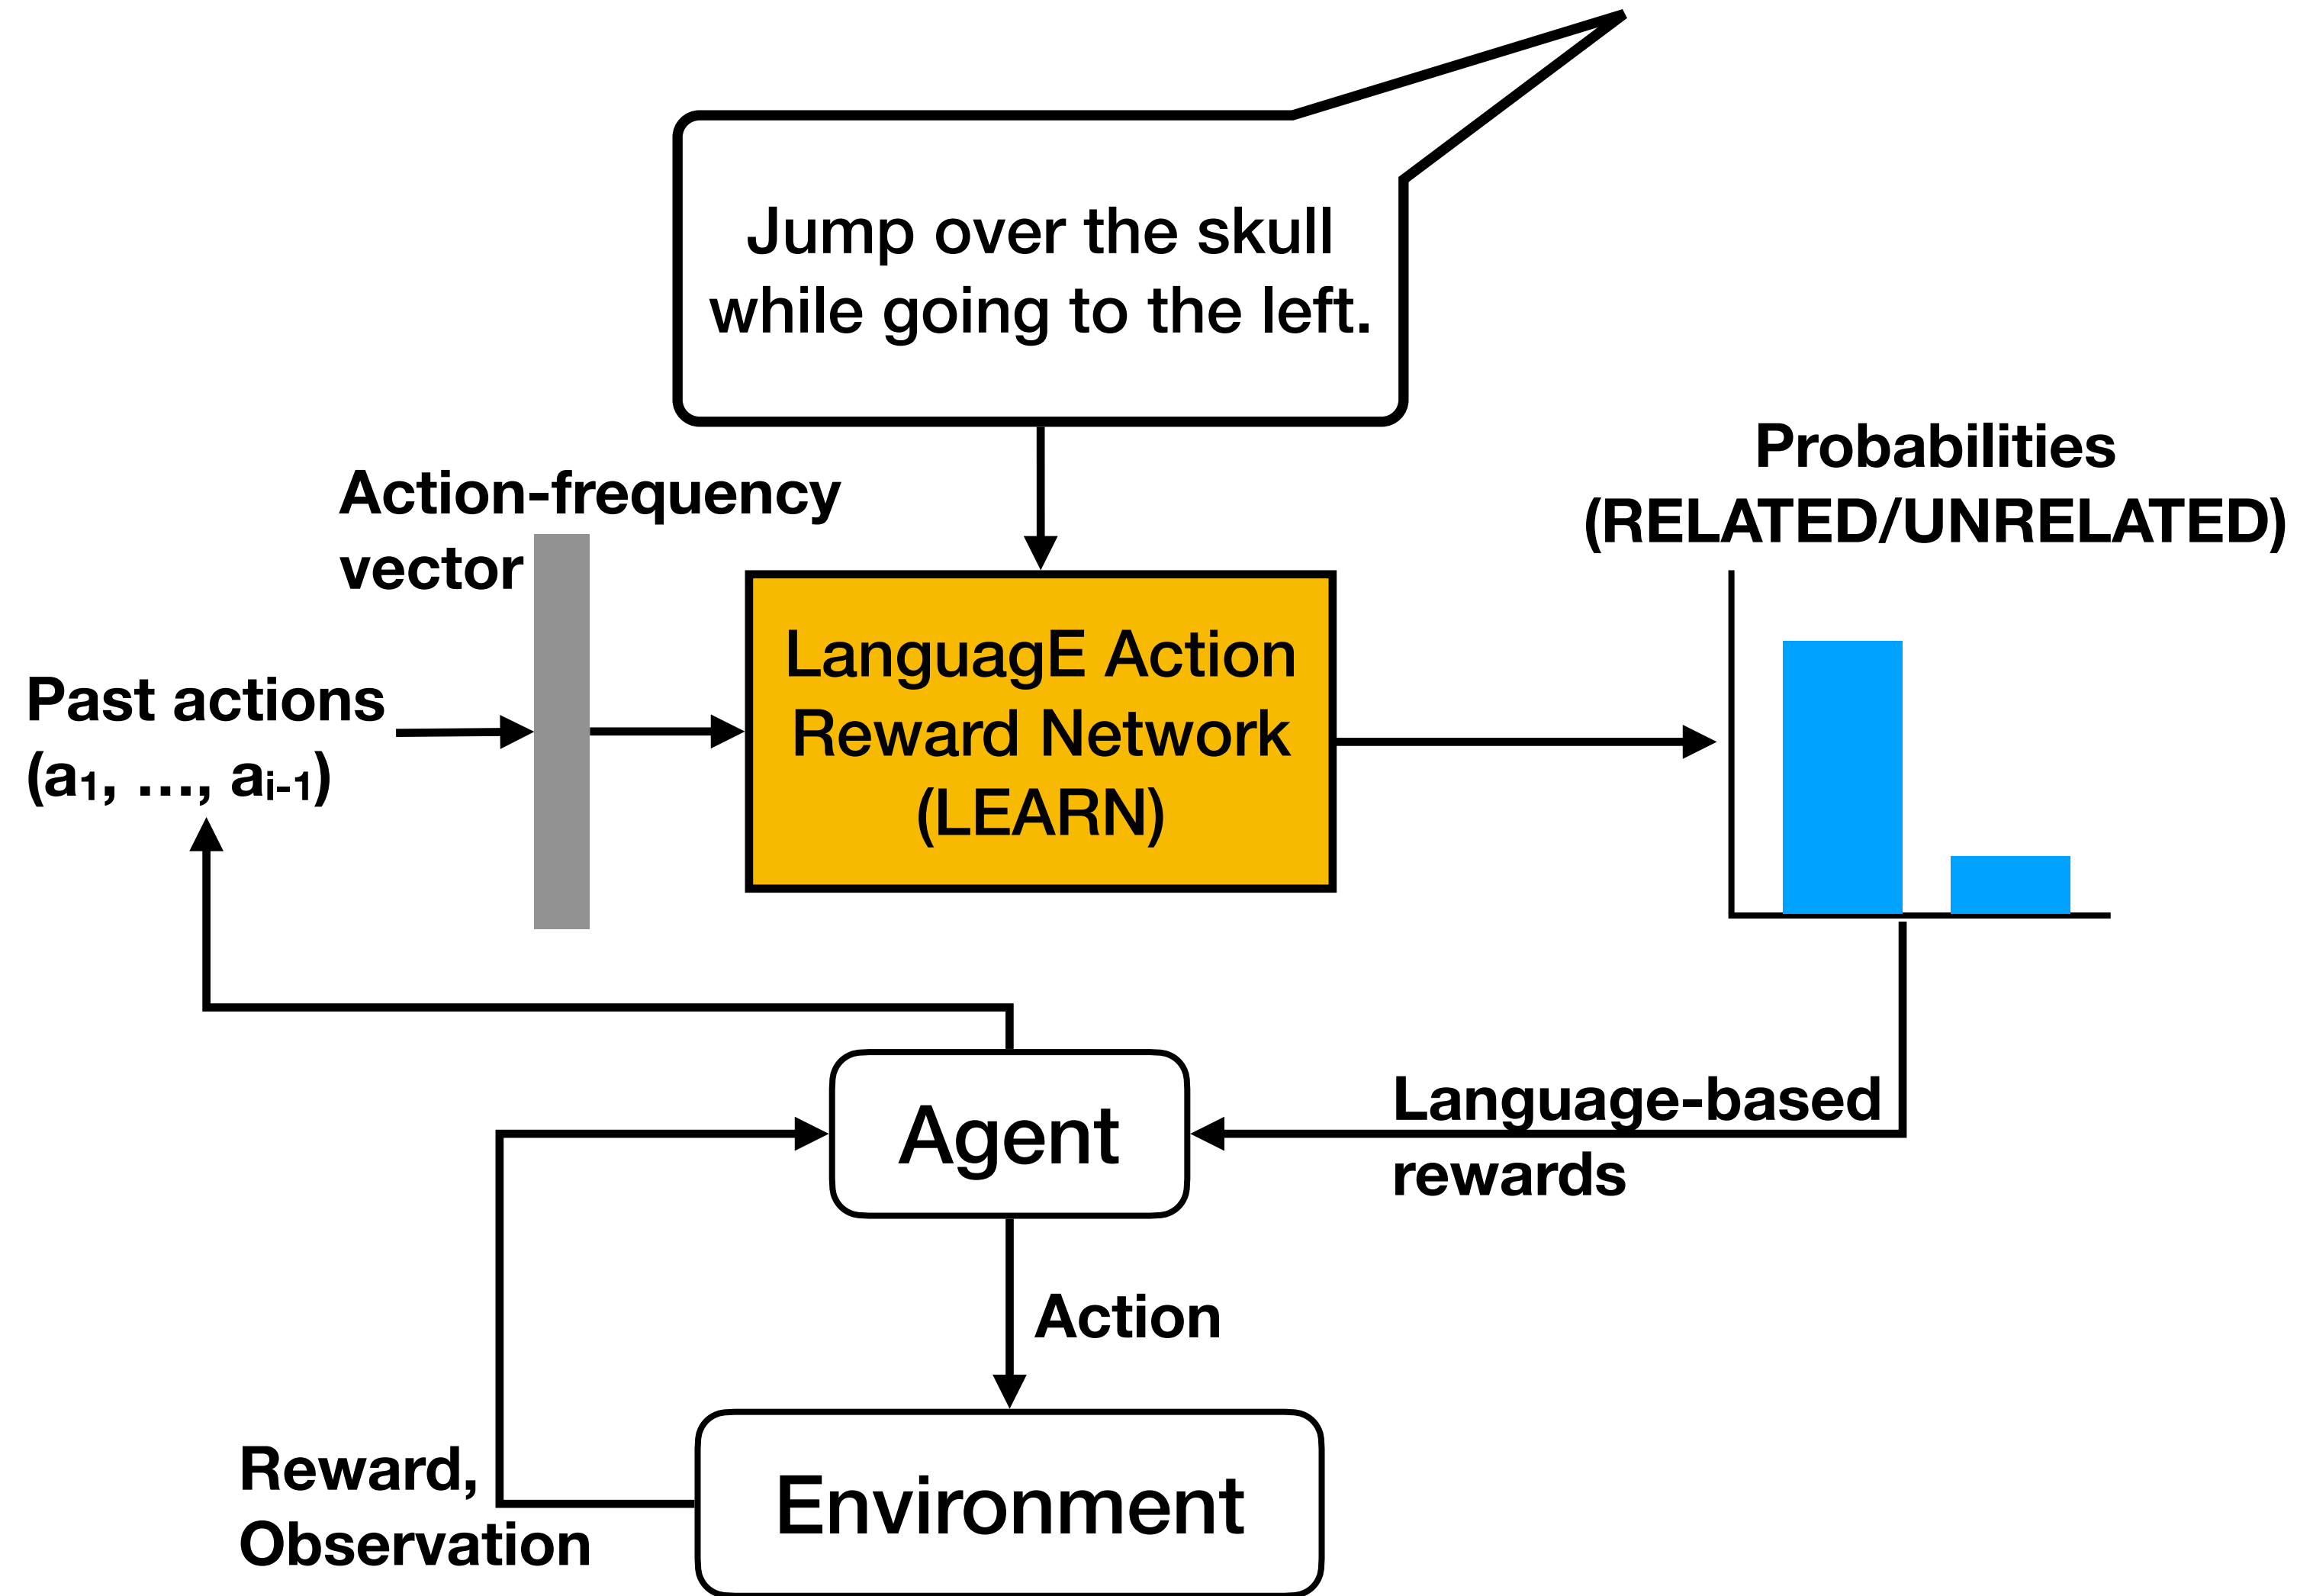 Jump over the skull
while going to the left.
Action-frequency
vector
Probabilities
(RELATED/UNRELATED)
LanguagE Action
Reward Network
(LEARN)
Past actions
(a₁, ..., aᵢ₋₁)
Agent
Language-based
rewards
Action
Reward,
Observation
Environment